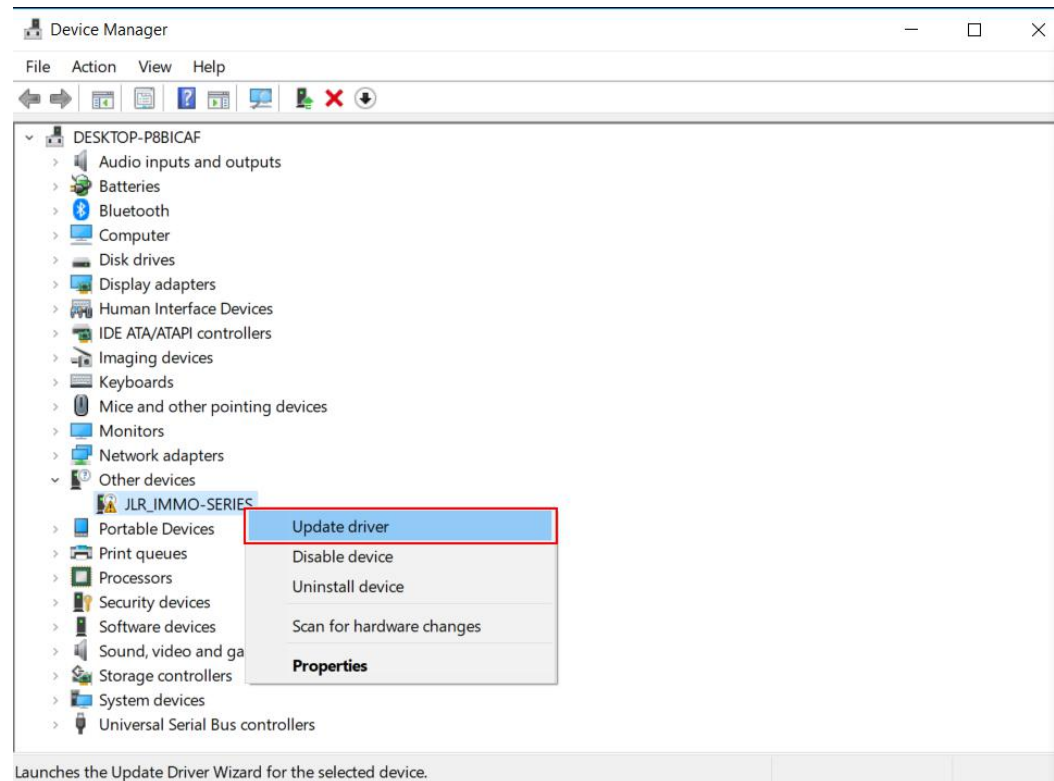 Device Manager
File Action View Help
DESKTOP-P8BICAF
Audio inputs and outputs
Batteries
Bluetooth
Computer
Disk drives
Display adapters
Human Interface Devices
IDE ATA/ATAPI controllers
Imaging devices
Keyboards
Mice and other pointing devices
Monitors
Network adapters
Other devices
JLR_IMMO-SERIES
Portable Devices
Print queues
Processors
Security devices
Software devices
Sound, video and ga
Storage controllers
System devices
Universal Serial Bus controllers
Update driver
Disable device
Uninstall device
Scan for hardware changes
Properties
Launches the Update Driver Wizard for the selected device.